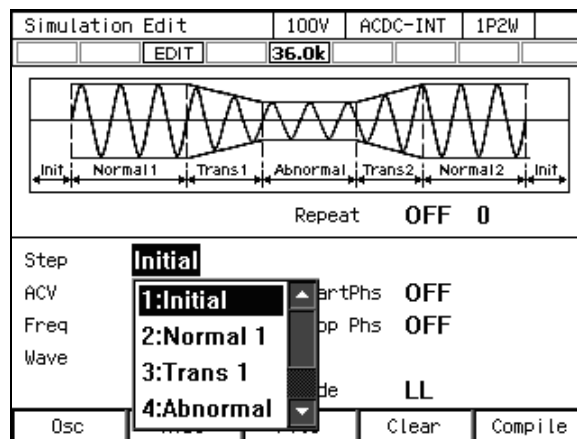 Simulation Edit 100V ACDC-INT 1P2W
EDIT 36.0k
Init Normal1 Trans1 Abnormal Trans2 Normal2 Init
Repeat OFF 0
Step Initial
ACV OFF
Freq Phs OFF
Wave
1:Initial
2:Normal 1
3:Trans 1
4:Abnormal
LL
Osc Clear Compile